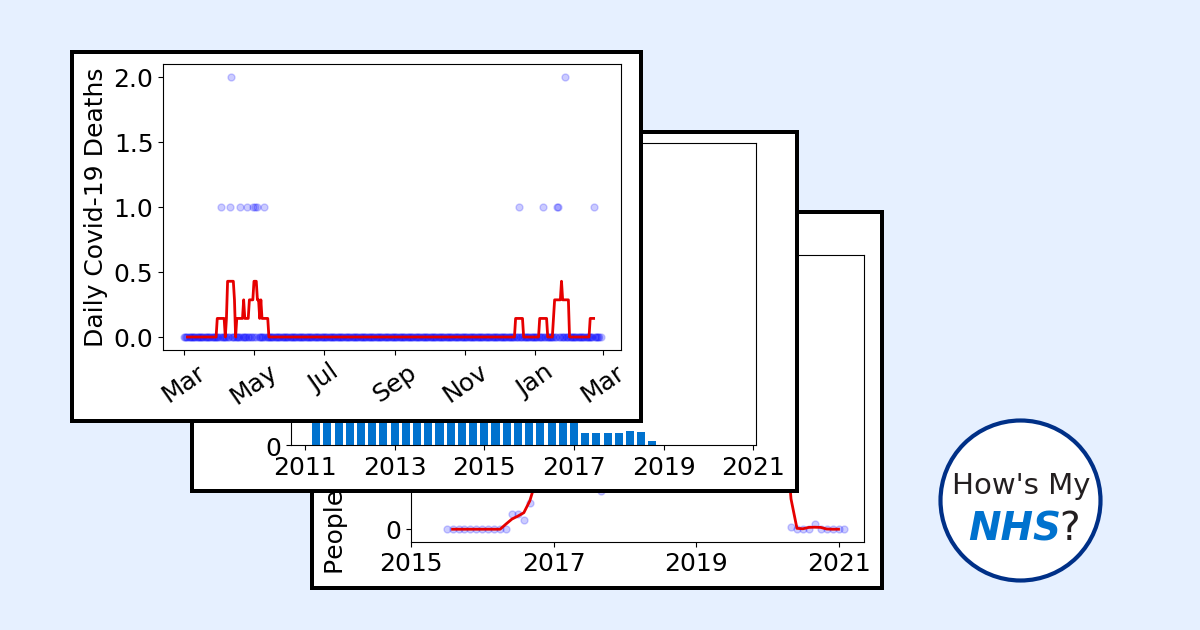 Daily Covid-19 Deaths
2.0
1.5
1.0
0.5
0.0
Mar May Jul Sep Nov Jan Mar
0
2011 2013 2015 2017 2019 2021
People
0
2015 2017 2019 2021
How's My
NHS?